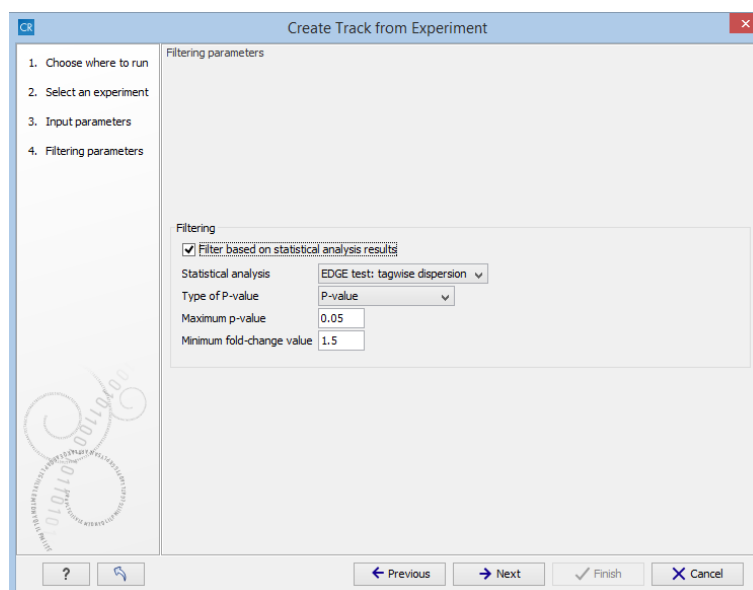 CR Create Track from Experiment
1. Choose where to run
2. Select an experiment
3. Input parameters
4. Filtering parameters
Filtering parameters
Filtering
Filter based on statistical analysis results
Statistical analysis EDGE test: tagwise dispersion
Type of P-value P-value
Maximum p-value 0.05
Minimum fold-change value 1.5
? Previous Next Finish Cancel